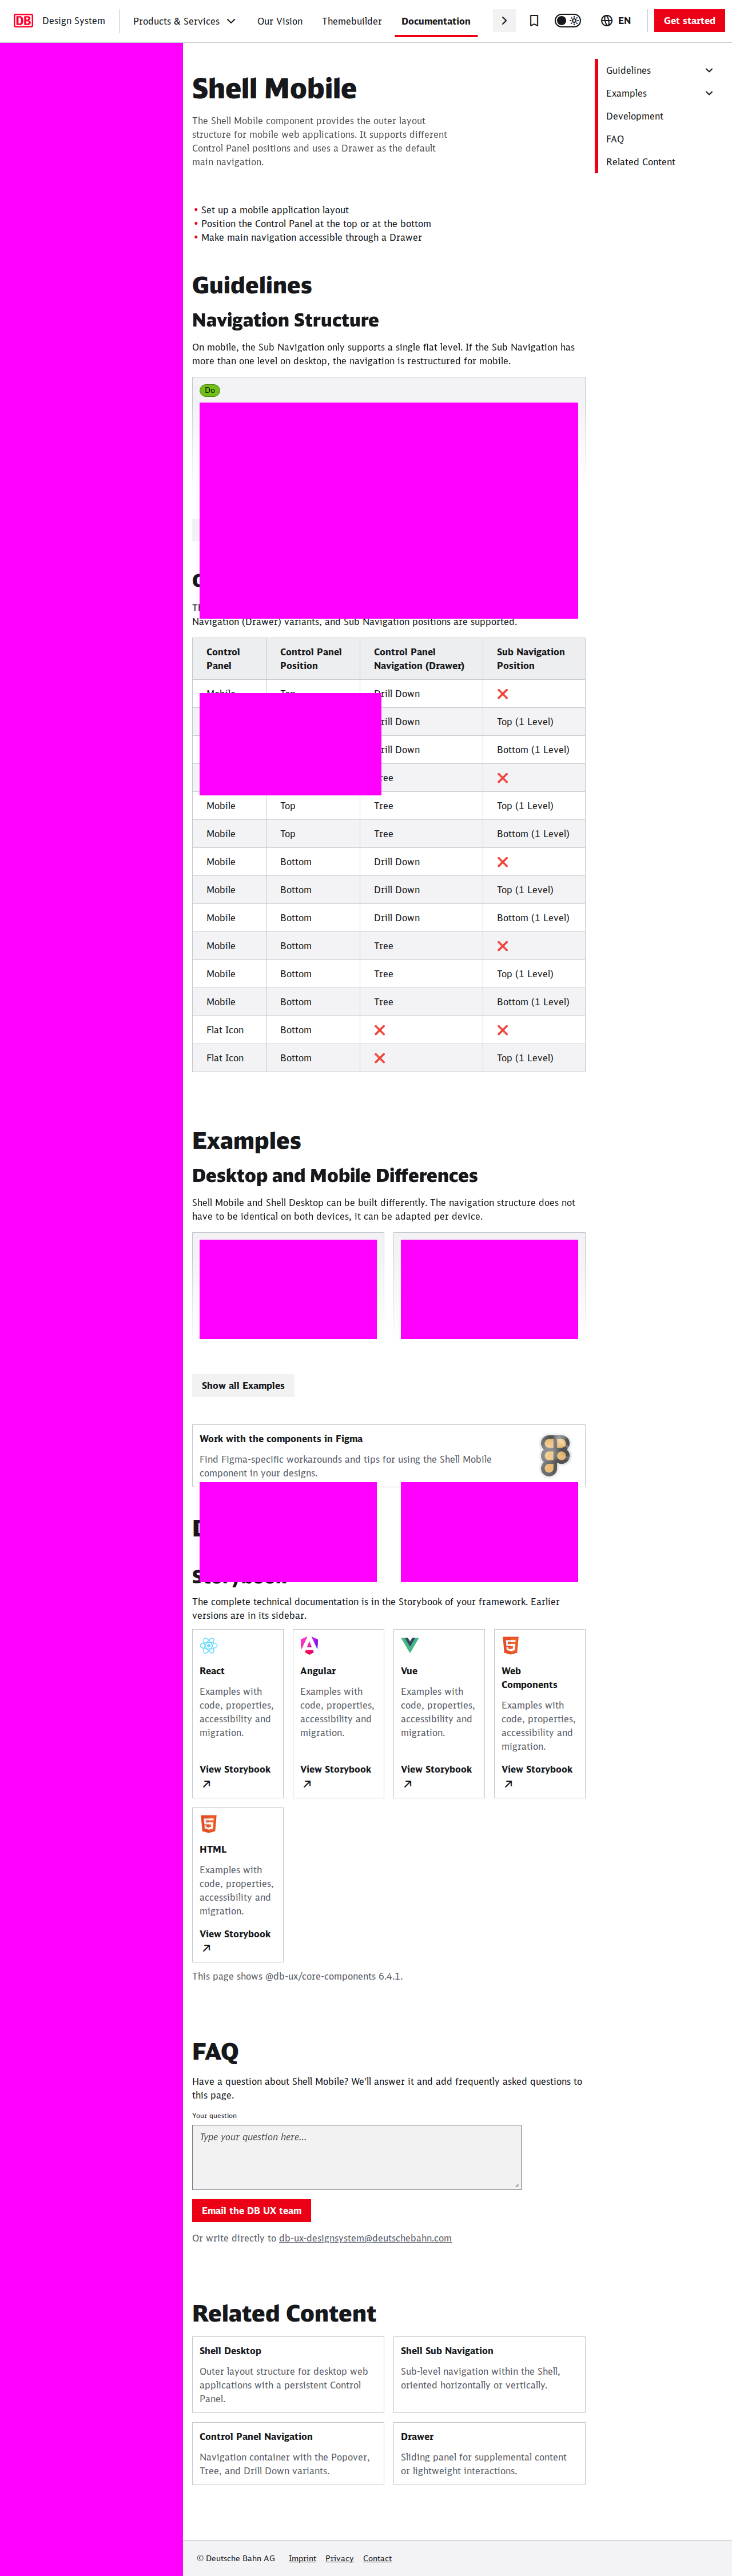 DB Design System Products & Services Our Vision Themebuilder Documentation EN Get started
Shell Mobile
The Shell Mobile component provides the outer layout
structure for mobile web applications. It supports different
Control Panel positions and uses a Drawer as the default
main navigation.
Guidelines
Examples
Development
FAQ
Related Content
• Set up a mobile application layout
• Position the Control Panel at the top or at the bottom
• Make main navigation accessible through a Drawer
Guidelines
Navigation Structure
On mobile, the Sub Navigation only supports a single flat level. If the Sub Navigation has
more than one level on desktop, the navigation is restructured for mobile.
Do
Navigation (Drawer) variants, and Sub Navigation positions are supported.
Control Panel Control Panel Position Control Panel Navigation (Drawer) Sub Navigation Position
Drill Down ❌
Drill Down Top (1 Level)
Drill Down Bottom (1 Level)
Tree ❌
Mobile Top Tree Top (1 Level)
Mobile Top Tree Bottom (1 Level)
Mobile Bottom Drill Down ❌
Mobile Bottom Drill Down Top (1 Level)
Mobile Bottom Drill Down Bottom (1 Level)
Mobile Bottom Tree ❌
Mobile Bottom Tree Top (1 Level)
Mobile Bottom Tree Bottom (1 Level)
Flat Icon Bottom ❌ ❌
Flat Icon Bottom ❌ Top (1 Level)
Examples
Desktop and Mobile Differences
Shell Mobile and Shell Desktop can be built differently. The navigation structure does not
have to be identical on both devices, it can be adapted per device.
Show all Examples
Work with the components in Figma
Find Figma-specific workarounds and tips for using the Shell Mobile
component in your designs.
The complete technical documentation is in the Storybook of your framework. Earlier
versions are in its sidebar.
React
Examples with
code, properties,
accessibility and
migration.
View Storybook
Angular
Examples with
code, properties,
accessibility and
migration.
View Storybook
Vue
Examples with
code, properties,
accessibility and
migration.
View Storybook
Web
Components
Examples with
code, properties,
accessibility and
migration.
View Storybook
HTML
Examples with
code, properties,
accessibility and
migration.
View Storybook
This page shows @db-ux/core-components 6.4.1.
FAQ
Have a question about Shell Mobile? We'll answer it and add frequently asked questions to
this page.
Your question
Type your question here...
Email the DB UX team
Or write directly to db-ux-designsystem@deutschebahn.com
Related Content
Shell Desktop
Outer layout structure for desktop web
applications with a persistent Control
Panel.
Shell Sub Navigation
Sub-level navigation within the Shell,
oriented horizontally or vertically.
Control Panel Navigation
Navigation container with the Popover,
Tree, and Drill Down variants.
Drawer
Sliding panel for supplemental content
or lightweight interactions.
© Deutsche Bahn AG Imprint Privacy Contact